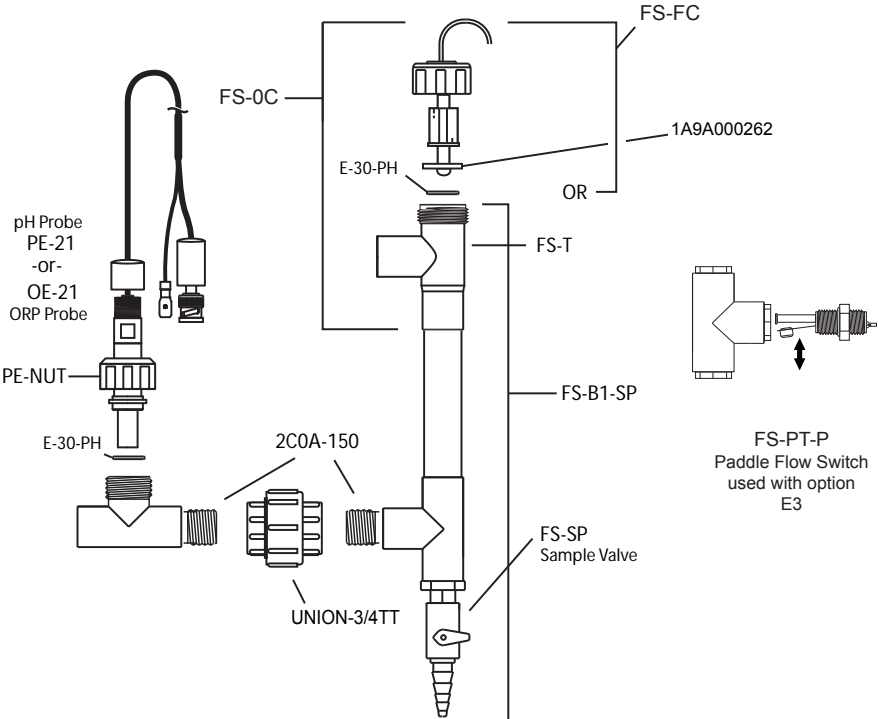 FS-FC
FS-0C
1A9A000262
E-30-PH
OR
pH Probe
PE-21
-or-
OE-21
ORP Probe
FS-T
PE-NUT
FS-B1-SP
E-30-PH
2C0A-150
FS-PT-P
Paddle Flow Switch
used with option
E3
FS-SP
Sample Valve
UNION-3/4TT